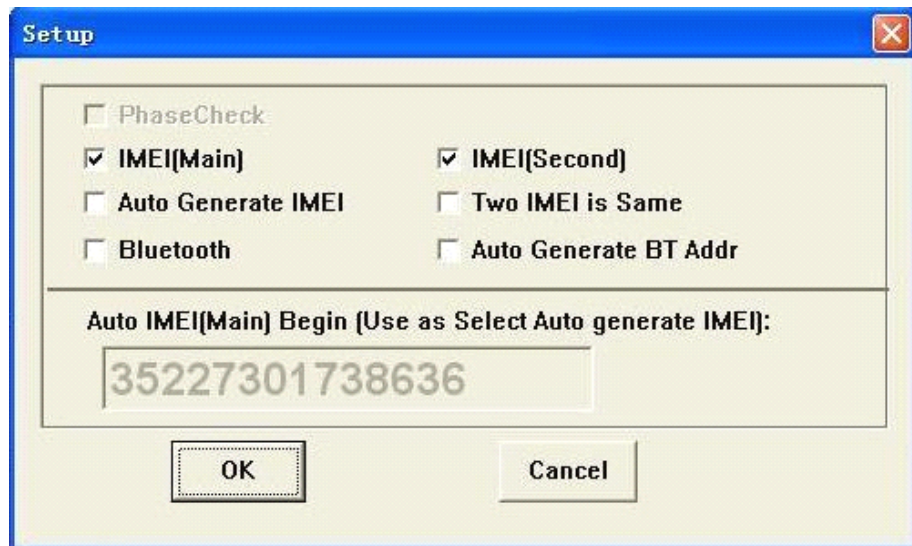 Setup
PhaseCheck
IMEI(Main) IMEI(Second)
Auto Generate IMEI Two IMEI is Same
Bluetooth Auto Generate BT Addr
Auto IMEI(Main) Begin (Use as Select Auto generate IMEI):
35227301738636
OK Cancel